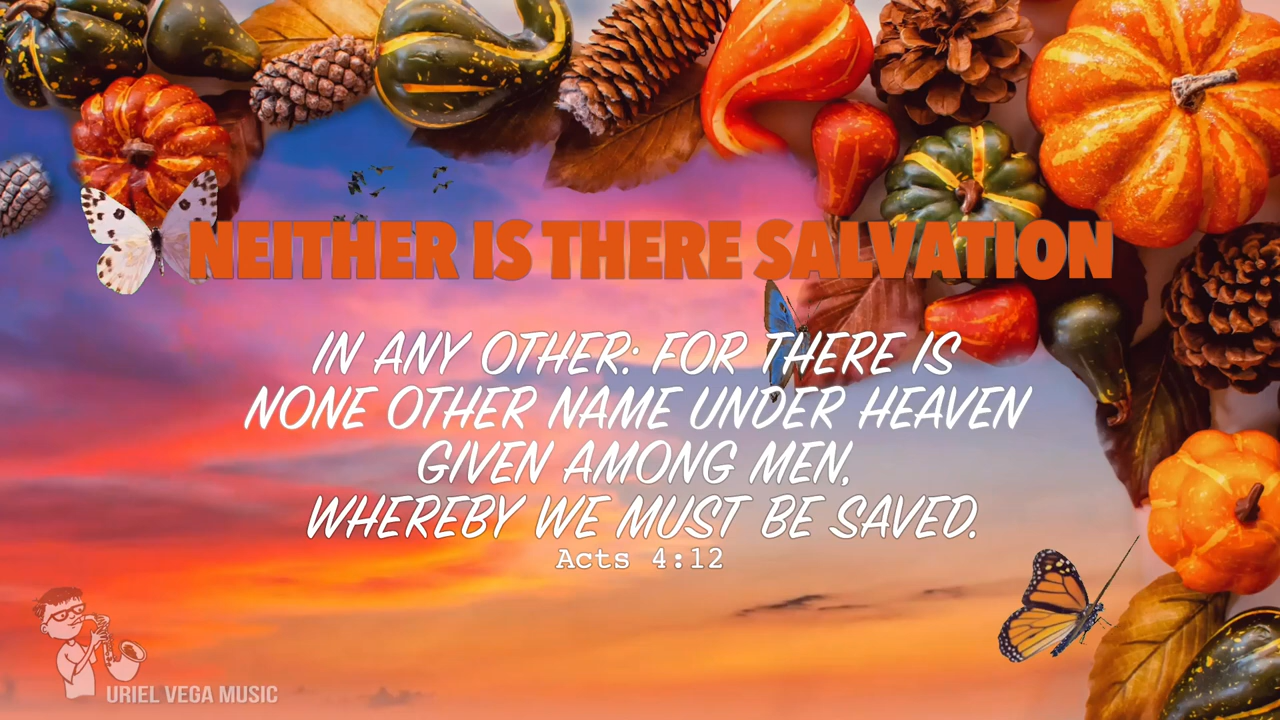 NEITHER IS THERE SALVATION
IN ANY OTHER: FOR THERE IS
NONE OTHER NAME UNDER HEAVEN
GIVEN AMONG MEN,
WHEREBY WE MUST BE SAVED.
Acts 4:12
URIEL VEGA MUSIC